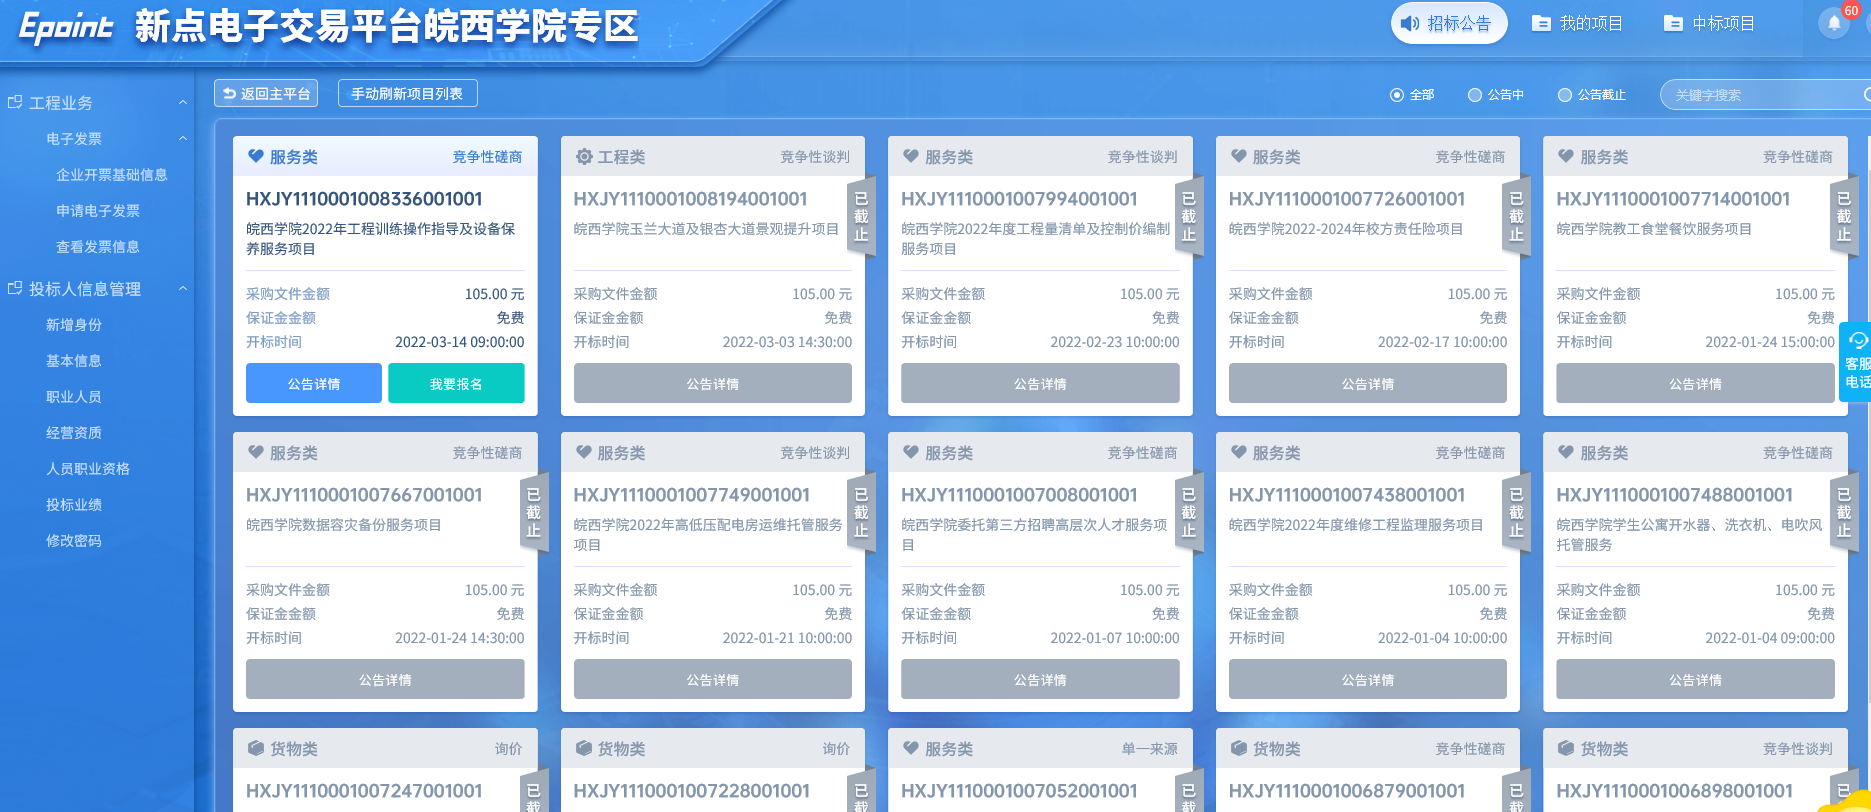 Epoint 新点电子交易平台皖西学院专区
招标公告
我的项目
中标项目
60
返回主平台
手动刷新项目列表
全部
公告中
公告截止
关键字搜索
工程业务
电子发票
企业开票基础信息
申请电子发票
查看发票信息
投标人信息管理
新增身份
基本信息
职业人员
经营资质
人员职业资格
投标业绩
修改密码
服务类 竞争性磋商
HXJY1110001008336001001
皖西学院2022年工程训练操作指导及设备保
养服务项目
采购文件金额 105.00 元
保证金金额 免费
开标时间 2022-03-14 09:00:00
公告详情 我要报名
工程类 竞争性谈判
已截止
HXJY1110001008194001001
皖西学院玉兰大道及银杏大道景观提升项目
采购文件金额 105.00 元
保证金金额 免费
开标时间 2022-03-03 14:30:00
公告详情
服务类 竞争性谈判
已截止
HXJY1110001007994001001
皖西学院2022年度工程量清单及控制价编制
服务项目
采购文件金额 105.00 元
保证金金额 免费
开标时间 2022-02-23 10:00:00
公告详情
服务类 竞争性磋商
已截止
HXJY1110001007726001001
皖西学院2022-2024年校方责任险项目
采购文件金额 105.00 元
保证金金额 免费
开标时间 2022-02-17 10:00:00
公告详情
服务类 竞争性磋商
已截止
HXJY1110001007714001001
皖西学院教工食堂餐饮服务项目
采购文件金额 105.00 元
保证金金额 免费
开标时间 2022-01-24 15:00:00
公告详情
客服
电话
服务类 竞争性磋商
已截止
HXJY1110001007667001001
皖西学院数据容灾备份服务项目
采购文件金额 105.00 元
保证金金额 免费
开标时间 2022-01-24 14:30:00
公告详情
服务类 竞争性谈判
已截止
HXJY1110001007749001001
皖西学院2022年高低压配电房运维托管服务
项目
采购文件金额 105.00 元
保证金金额 免费
开标时间 2022-01-21 10:00:00
公告详情
服务类 竞争性磋商
已截止
HXJY1110001007008001001
皖西学院委托第三方招聘高层次人才服务项
目
采购文件金额 105.00 元
保证金金额 免费
开标时间 2022-01-07 10:00:00
公告详情
服务类 竞争性磋商
已截止
HXJY1110001007438001001
皖西学院2022年度维修工程监理服务项目
采购文件金额 105.00 元
保证金金额 免费
开标时间 2022-01-04 10:00:00
公告详情
服务类 竞争性磋商
已截止
HXJY1110001007488001001
皖西学院学生公寓开水器、洗衣机、电吹风
托管服务
采购文件金额 105.00 元
保证金金额 免费
开标时间 2022-01-04 09:00:00
公告详情
货物类 询价
已截
HXJY1110001007247001001
货物类 询价
已截
HXJY1110001007228001001
服务类 单一来源
已截
HXJY1110001007052001001
货物类 竞争性磋商
已截
HXJY1110001006879001001
货物类 竞争性谈判
已
HXJY1110001006898001001